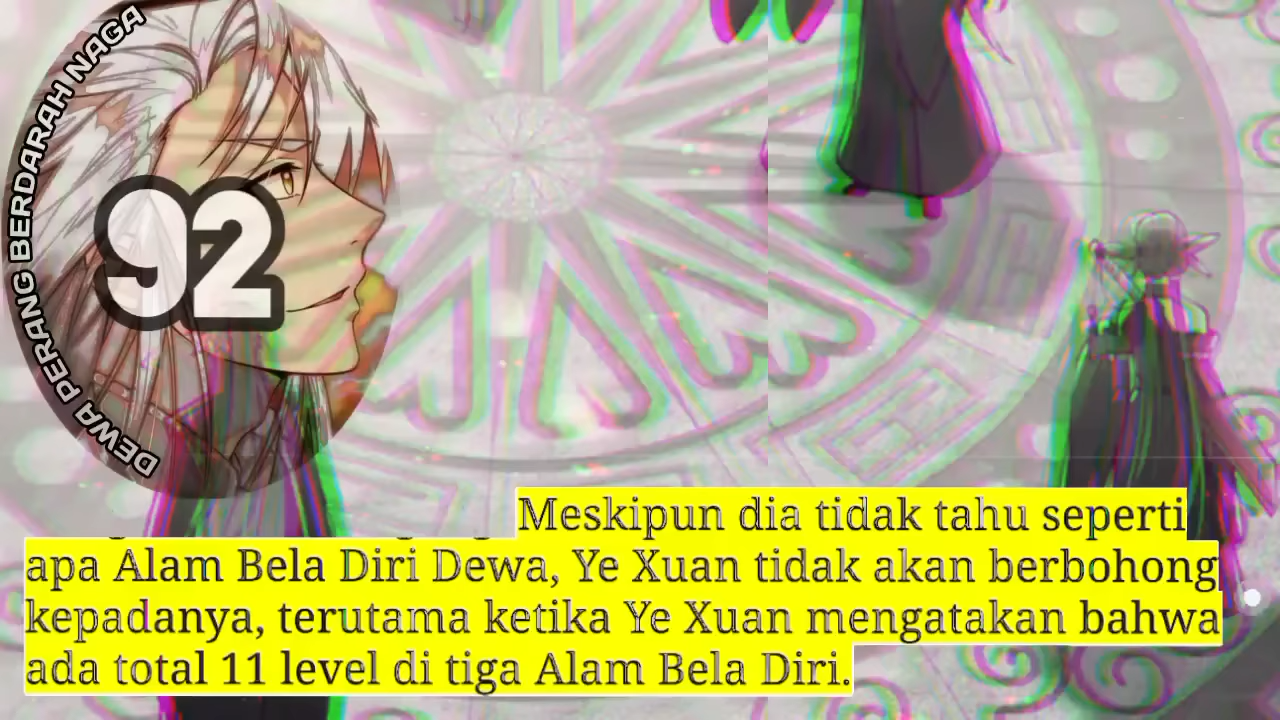 DEWA PERANG BERDARAH NAGA
92
Meskipun dia tidak tahu seperti
apa Alam Bela Diri Dewa, Ye Xuan tidak akan berbohong
kepadanya, terutama ketika Ye Xuan mengatakan bahwa
ada total 11 level di tiga Alam Bela Diri.